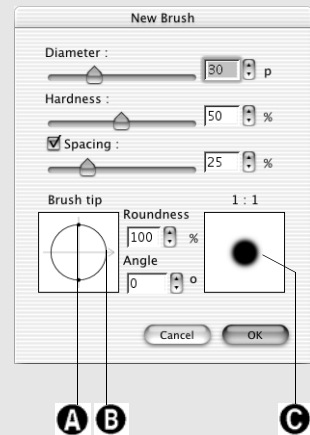 New Brush
Diameter :
30 p
Hardness :
50 %
Spacing :
25 %
Brush tip
1 : 1
Roundness
100 %
Angle
0 o
Cancel
OK
A B C